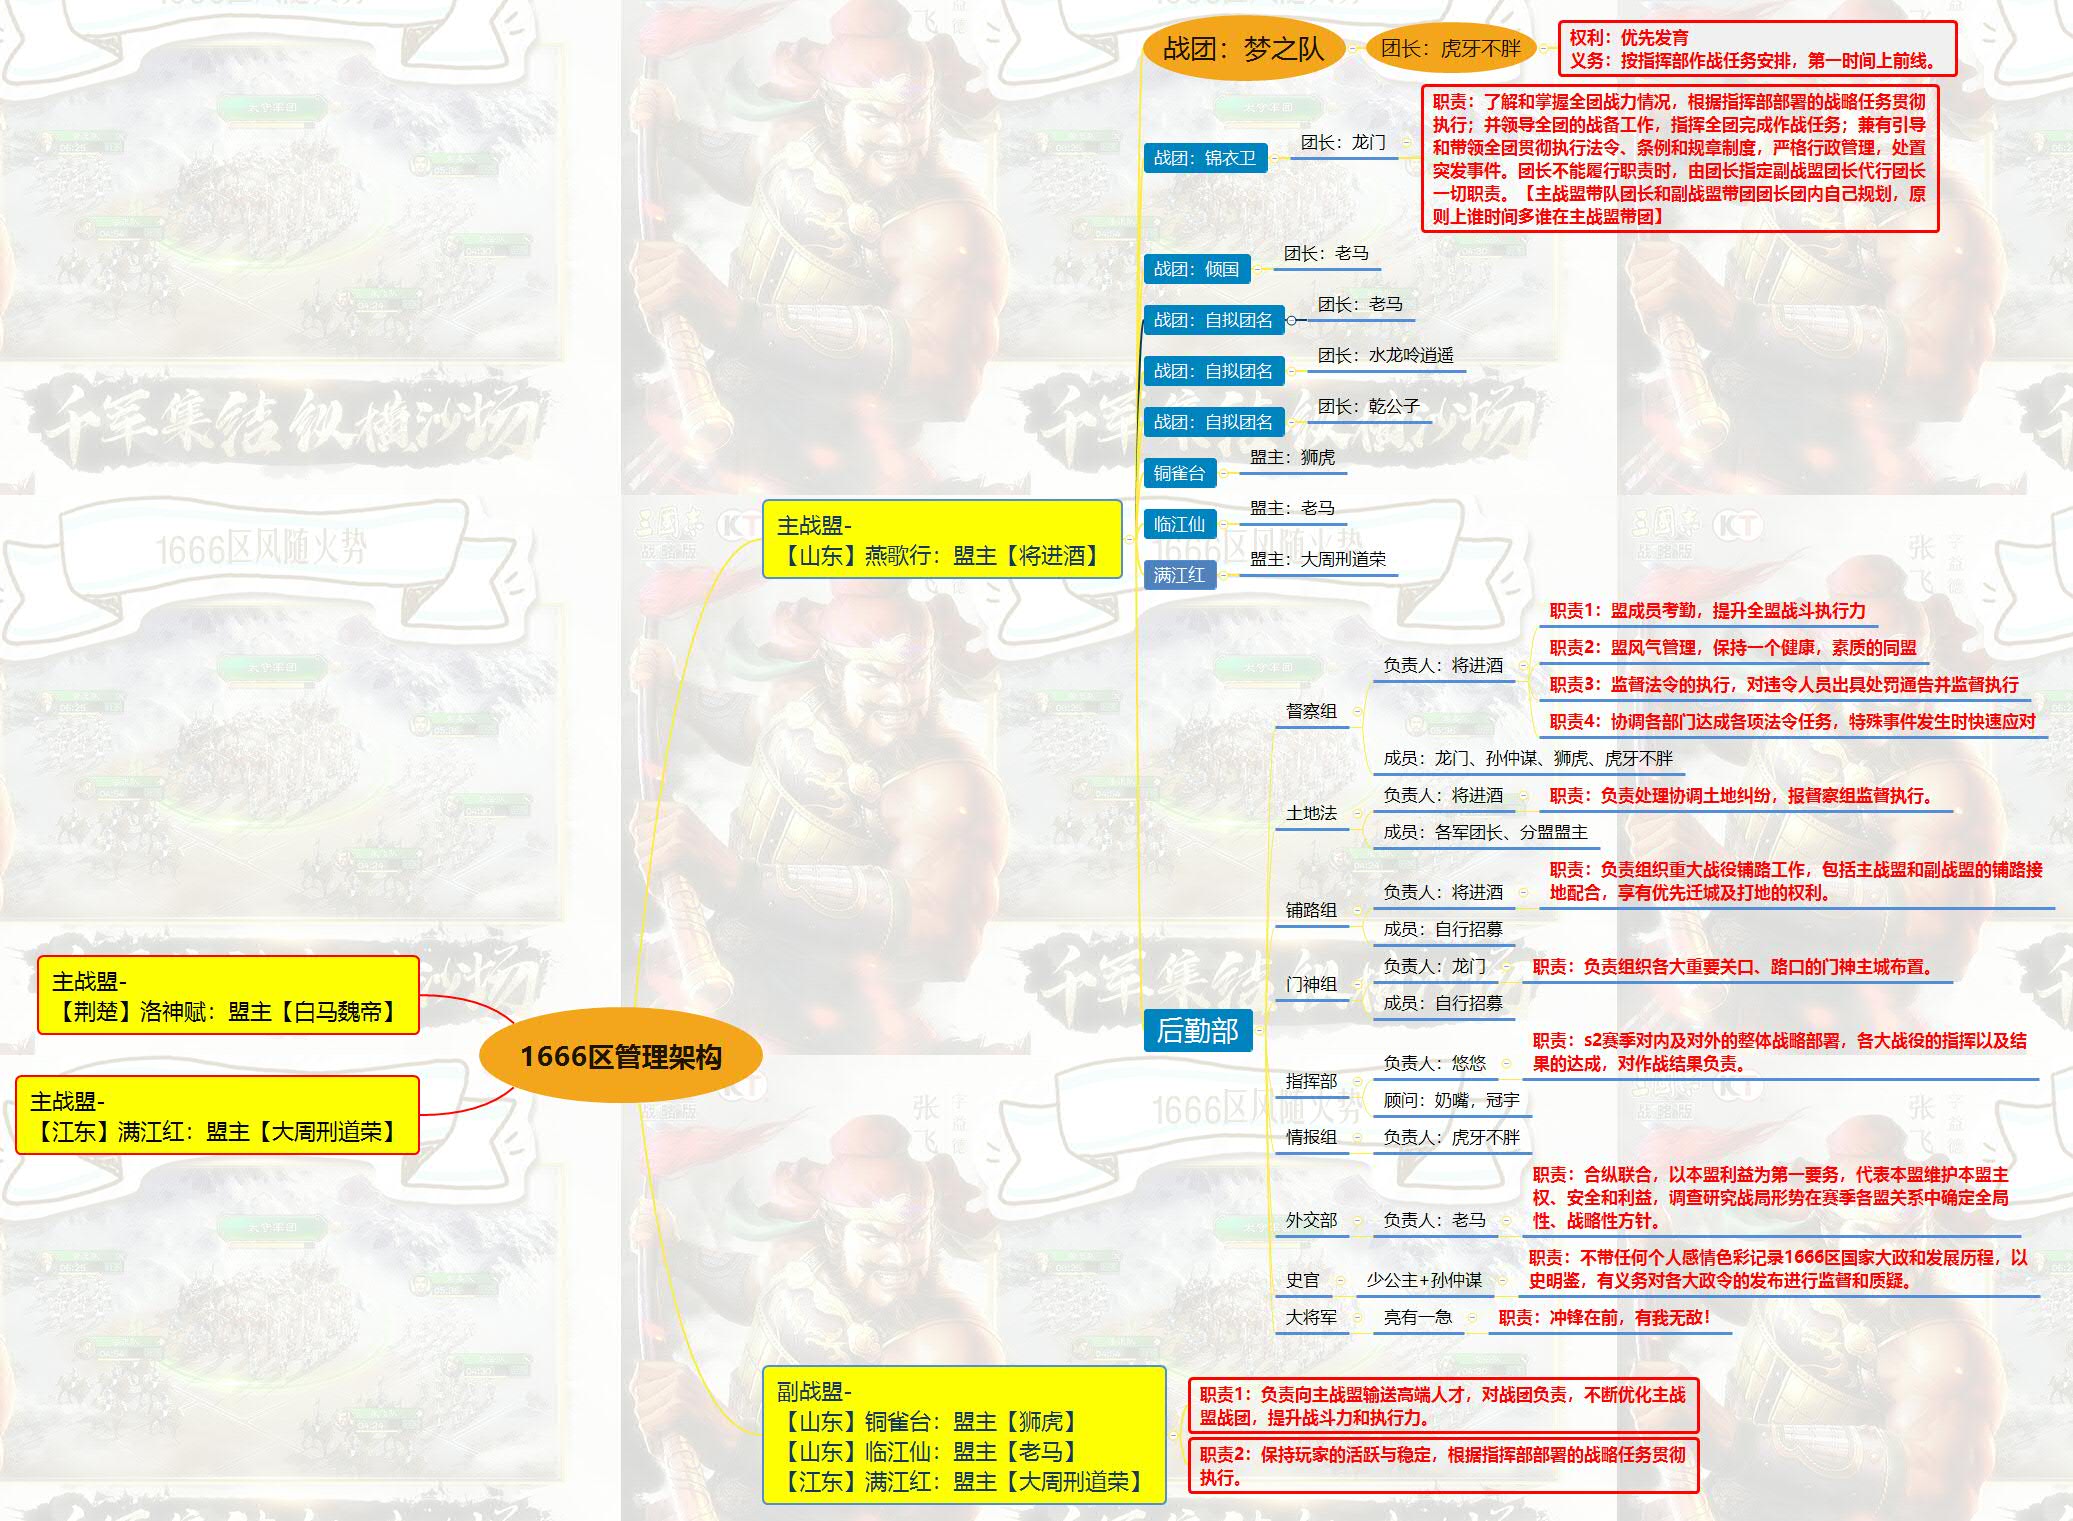 战团：梦之队
团长：虎牙不胖
权利：优先发育
义务：按指挥部作战任务安排，第一时间上前线。
战团：锦衣卫
团长：龙门
职责：了解和掌握全团战力情况，根据指挥部部署的战略任务贯彻
执行；并领导全团的战备工作，指挥全团完成作战任务；兼有引导
和带领全团贯彻执行法令、条例和规章制度，严格行政管理，处置
突发事件。团长不能履行职责时，由团长指定副战盟团长代行团长
一切职责。【主战盟带队团长和副战盟带团团长团内自己规划，原
则上谁时间多谁在主战盟带团】
战团：倾国
团长：老马
战团：自拟团名
团长：老马
战团：自拟团名
团长：水龙呤逍遥
战团：自拟团名
团长：乾公子
铜雀台
盟主：狮虎
临江仙
盟主：老马
满江红
盟主：大周刑道荣
主战盟-
【山东】燕歌行：盟主【将进酒】
后勤部
督察组
负责人：将进酒
职责1：盟成员考勤，提升全盟战斗执行力
职责2：盟风气管理，保持一个健康，素质的同盟
职责3：监督法令的执行，对违令人员出具处罚通告并监督执行
职责4：协调各部门达成各项法令任务，特殊事件发生时快速应对
成员：龙门、孙仲谋、狮虎、虎牙不胖
土地法
负责人：将进酒
职责：负责处理协调土地纠纷，报督察组监督执行。
成员：各军团长、分盟盟主
铺路组
负责人：将进酒
职责：负责组织重大战役铺路工作，包括主战盟和副战盟的铺路接
地配合，享有优先迁城及打地的权利。
成员：自行招募
门神组
负责人：龙门
职责：负责组织各大重要关口、路口的门神主城布置。
成员：自行招募
指挥部
负责人：悠悠
职责：s2赛季对内及对外的整体战略部署，各大战役的指挥以及结
果的达成，对作战结果负责。
顾问：奶嘴，冠宇
情报组
负责人：虎牙不胖
外交部
负责人：老马
职责：合纵联合，以本盟利益为第一要务，代表本盟维护本盟主
权、安全和利益，调查研究战局形势在赛季各盟关系中确定全局
性、战略性方针。
史官
少公主+孙仲谋
职责：不带任何个人感情色彩记录1666区国家大政和发展历程，以
史明鉴，有义务对各大政令的发布进行监督和质疑。
大将军
亮有一急
职责：冲锋在前，有我无敌！
主战盟-
【荆楚】洛神赋：盟主【白马魏帝】
1666区管理架构
主战盟-
【江东】满江红：盟主【大周刑道荣】
副战盟-
【山东】铜雀台：盟主【狮虎】
【山东】临江仙：盟主【老马】
【江东】满江红：盟主【大周刑道荣】
职责1：负责向主战盟输送高端人才，对战团负责，不断优化主战
盟战团，提升战斗力和执行力。
职责2：保持玩家的活跃与稳定，根据指挥部部署的战略任务贯彻
执行。
1666区风随火势
千军集结纵横沙场
三国志
战略版
KT
张飞
字益德